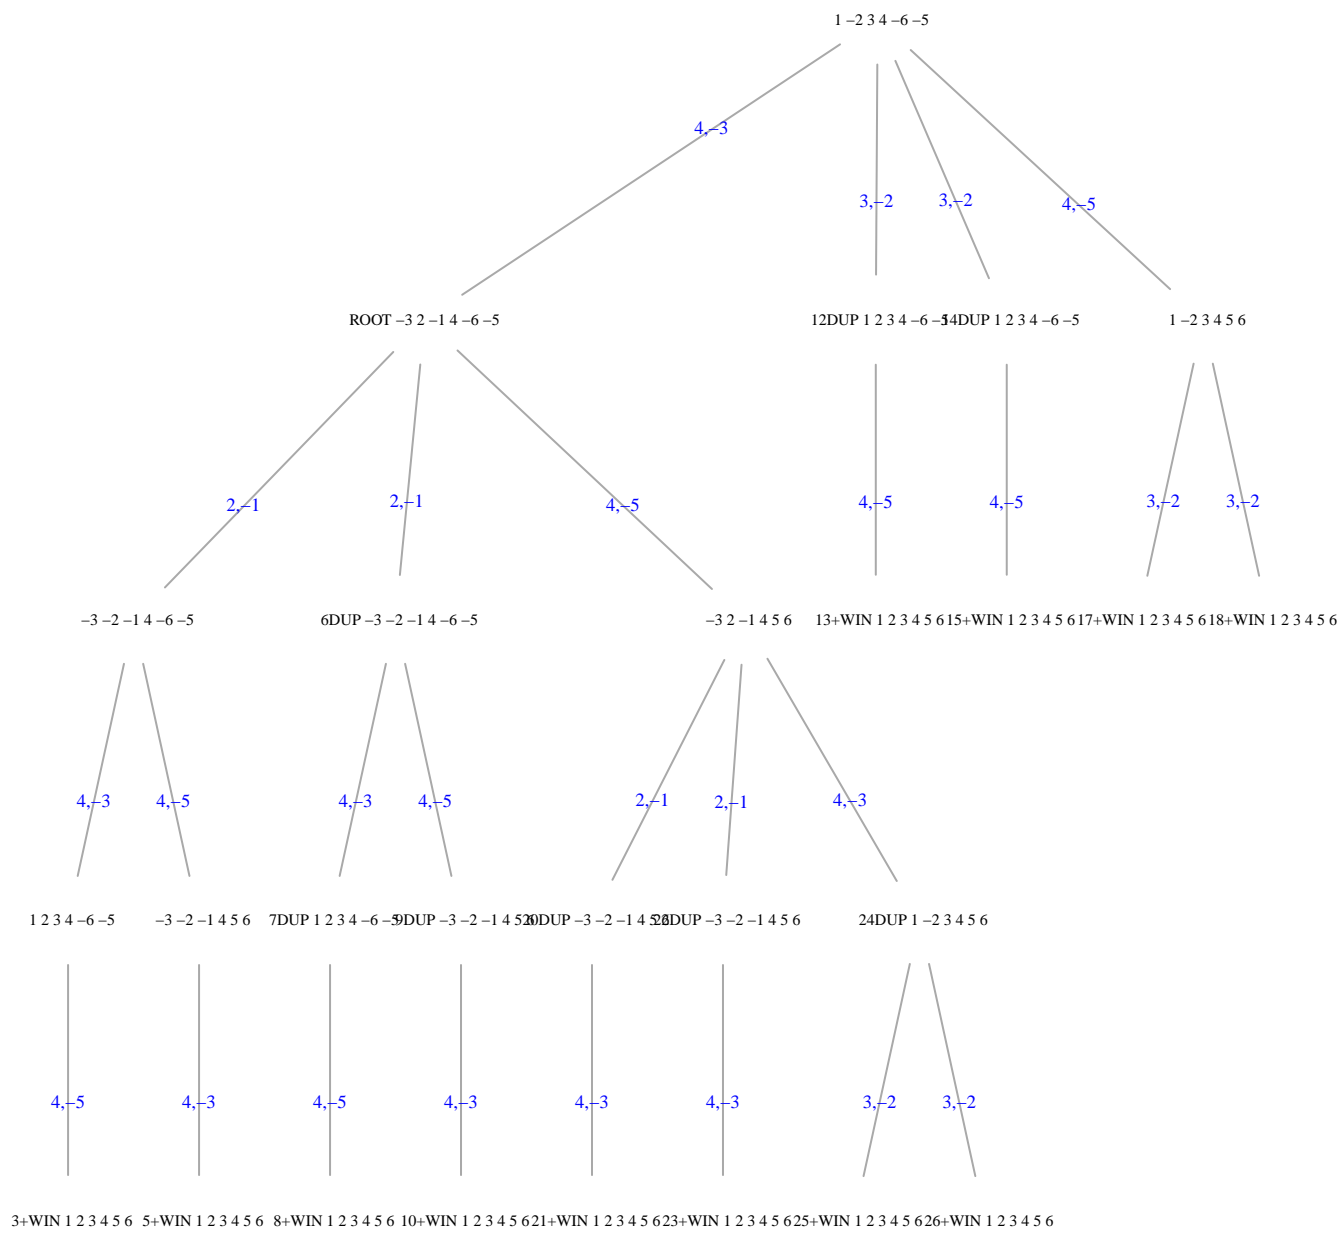 1 −2 3 4 −6 −5
4,−3
3,−2
3,−2
4,−5
ROOT −3 2 −1 4 −6 −5
12DUP 1 2 3 4 −6 −5
14DUP 1 2 3 4 −6 −5
1 −2 3 4 5 6
2,−1
2,−1
4,−5
4,−5
4,−5
3,−2
3,−2
−3 −2 −1 4 −6 −5
6DUP −3 −2 −1 4 −6 −5
−3 2 −1 4 5 6
13+WIN 1 2 3 4 5 6
15+WIN 1 2 3 4 5 6
17+WIN 1 2 3 4 5 6
18+WIN 1 2 3 4 5 6
4,−3
4,−5
4,−3
4,−5
2,−1
2,−1
4,−3
1 2 3 4 −6 −5
−3 −2 −1 4 5 6
7DUP 1 2 3 4 −6 −5
9DUP −3 −2 −1 4 5 6
20DUP −3 −2 −1 4 5 6
22DUP −3 −2 −1 4 5 6
24DUP 1 −2 3 4 5 6
4,−5
4,−3
4,−5
4,−3
4,−3
4,−3
3,−2
3,−2
3+WIN 1 2 3 4 5 6
5+WIN 1 2 3 4 5 6
8+WIN 1 2 3 4 5 6
10+WIN 1 2 3 4 5 6
21+WIN 1 2 3 4 5 6
23+WIN 1 2 3 4 5 6
25+WIN 1 2 3 4 5 6
26+WIN 1 2 3 4 5 6